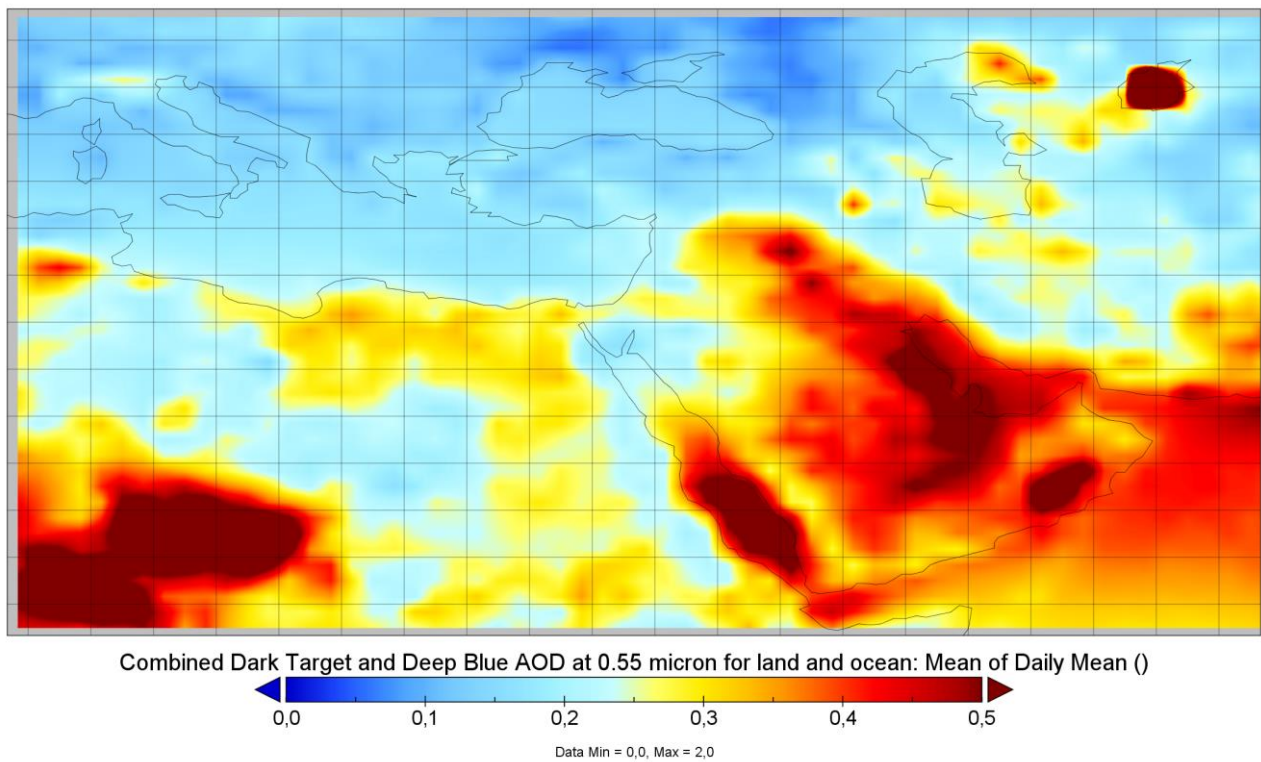 Combined Dark Target and Deep Blue AOD at 0.55 micron for land and ocean: Mean of Daily Mean ()
0,0 0,1 0,2 0,3 0,4 0,5
Data Min = 0,0, Max = 2,0